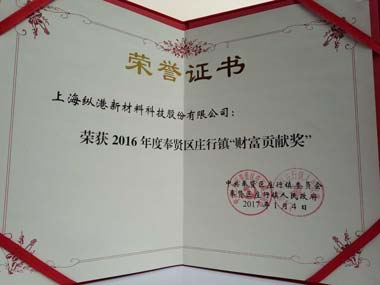 荣誉证书
上海纵港新材料科技股份有限公司：
荣获 2016 年度奉贤区庄行镇“财富贡献奖”
中共奉贤区庄行镇委员会
奉贤区庄行镇人民政府
2017 年 1 月 4 日